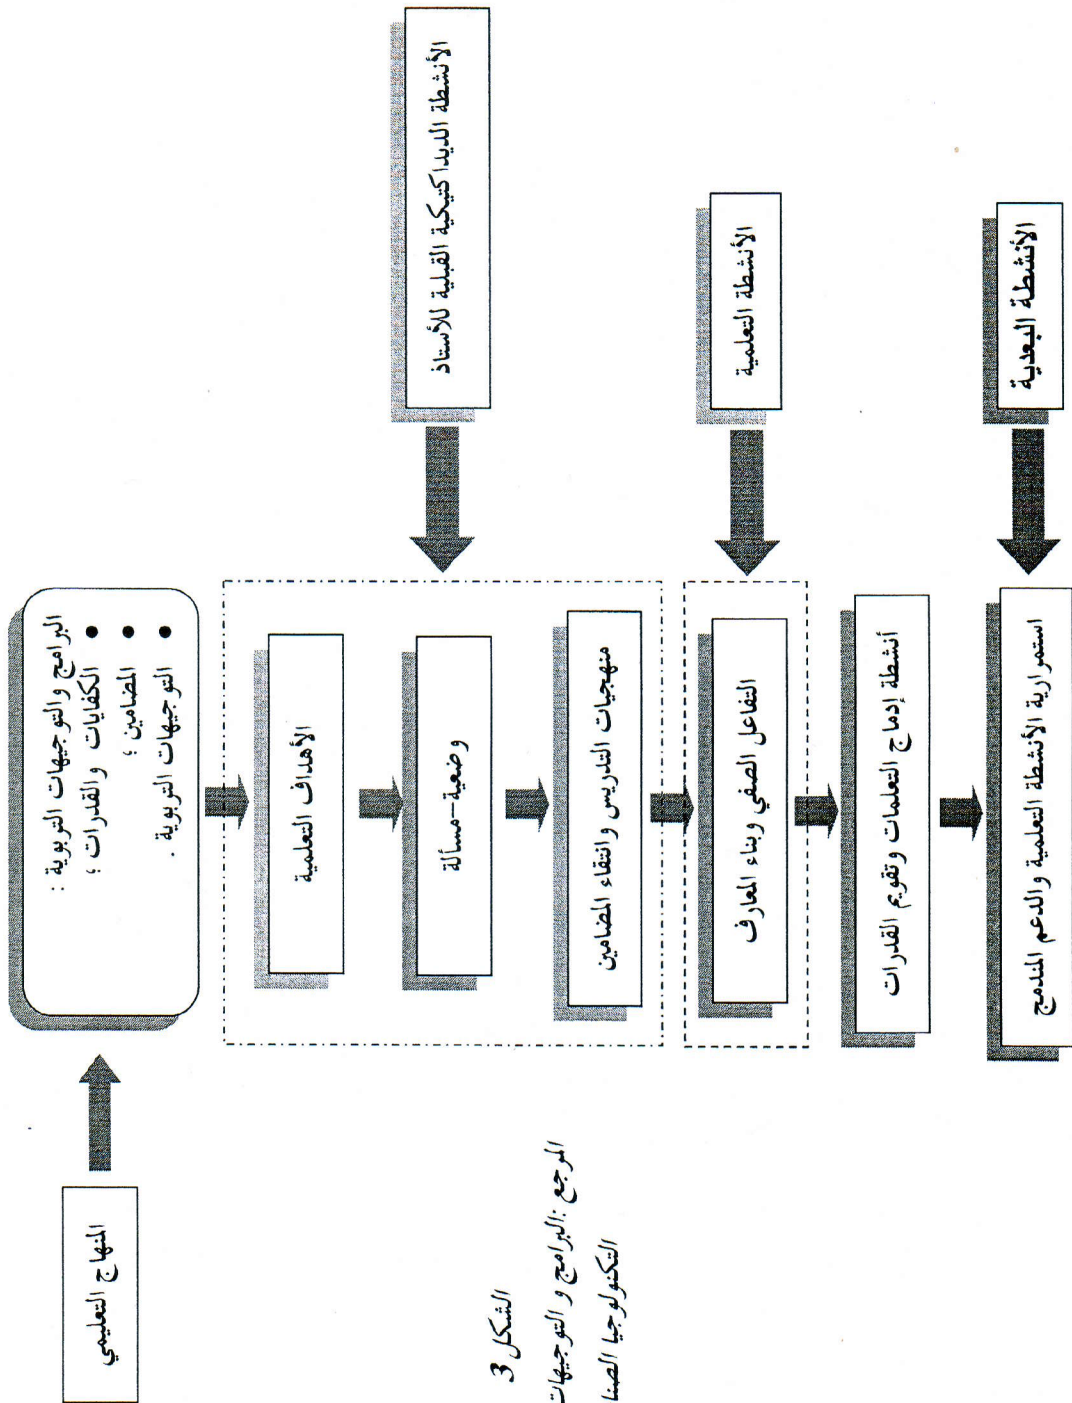 المنهاج التعليمي
البرامج والتوجيهات التربوية :
● الكفايات والقدرات ؛
● المضامين ؛
● التوجيهات التربوية .
الأهداف التعلمية
وضعية–مسألة
منهجيات التدريس وانتقاء المضامين
الأنشطة الديداكتيكية القبلية للأستاذ
التفاعل الصفي وبناء المعارف
الأنشطة التعلمية
أنشطة إدماج التعلمات وتقويم القدرات
استمرارية الأنشطة التعلمية والدعم المندمج
الأنشطة البعدية
الشكل 3
المرجع :البرامج و التوجيهات
التكنولوجيا الصنا